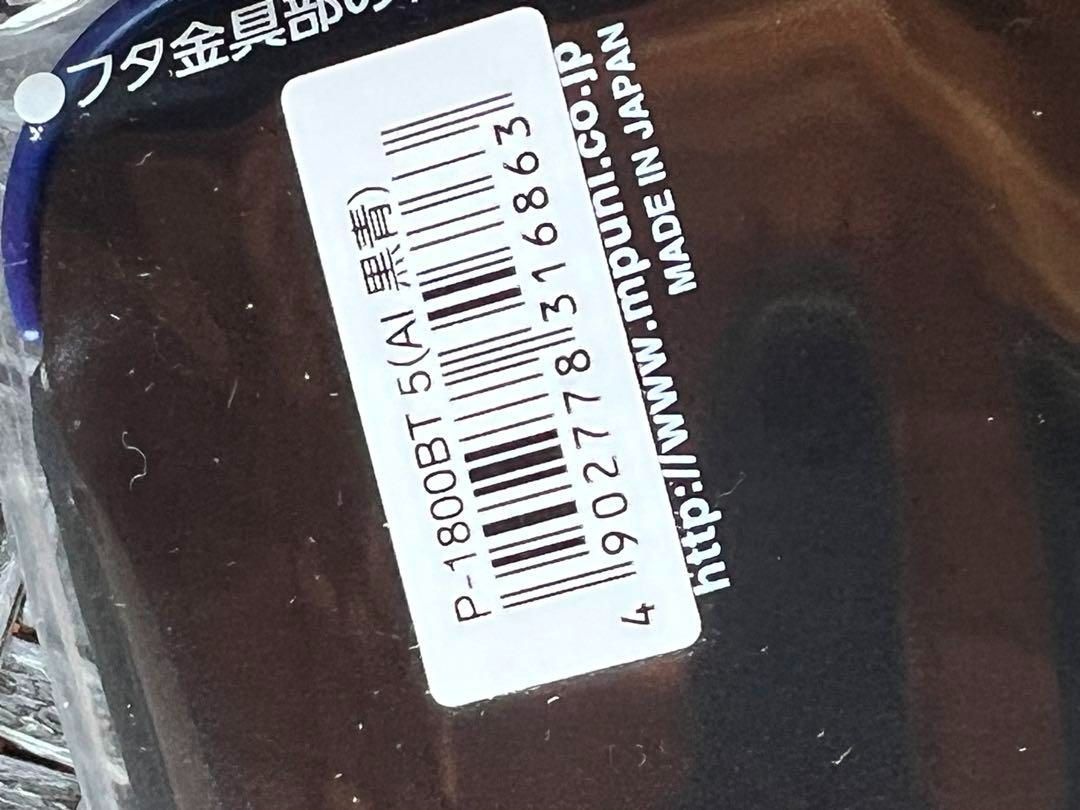 ●フタ金具部の
P-1800BT 5(AI 黒青)
4 902778 316863
http://www.mpuni.co.jp
MADE IN JAPAN